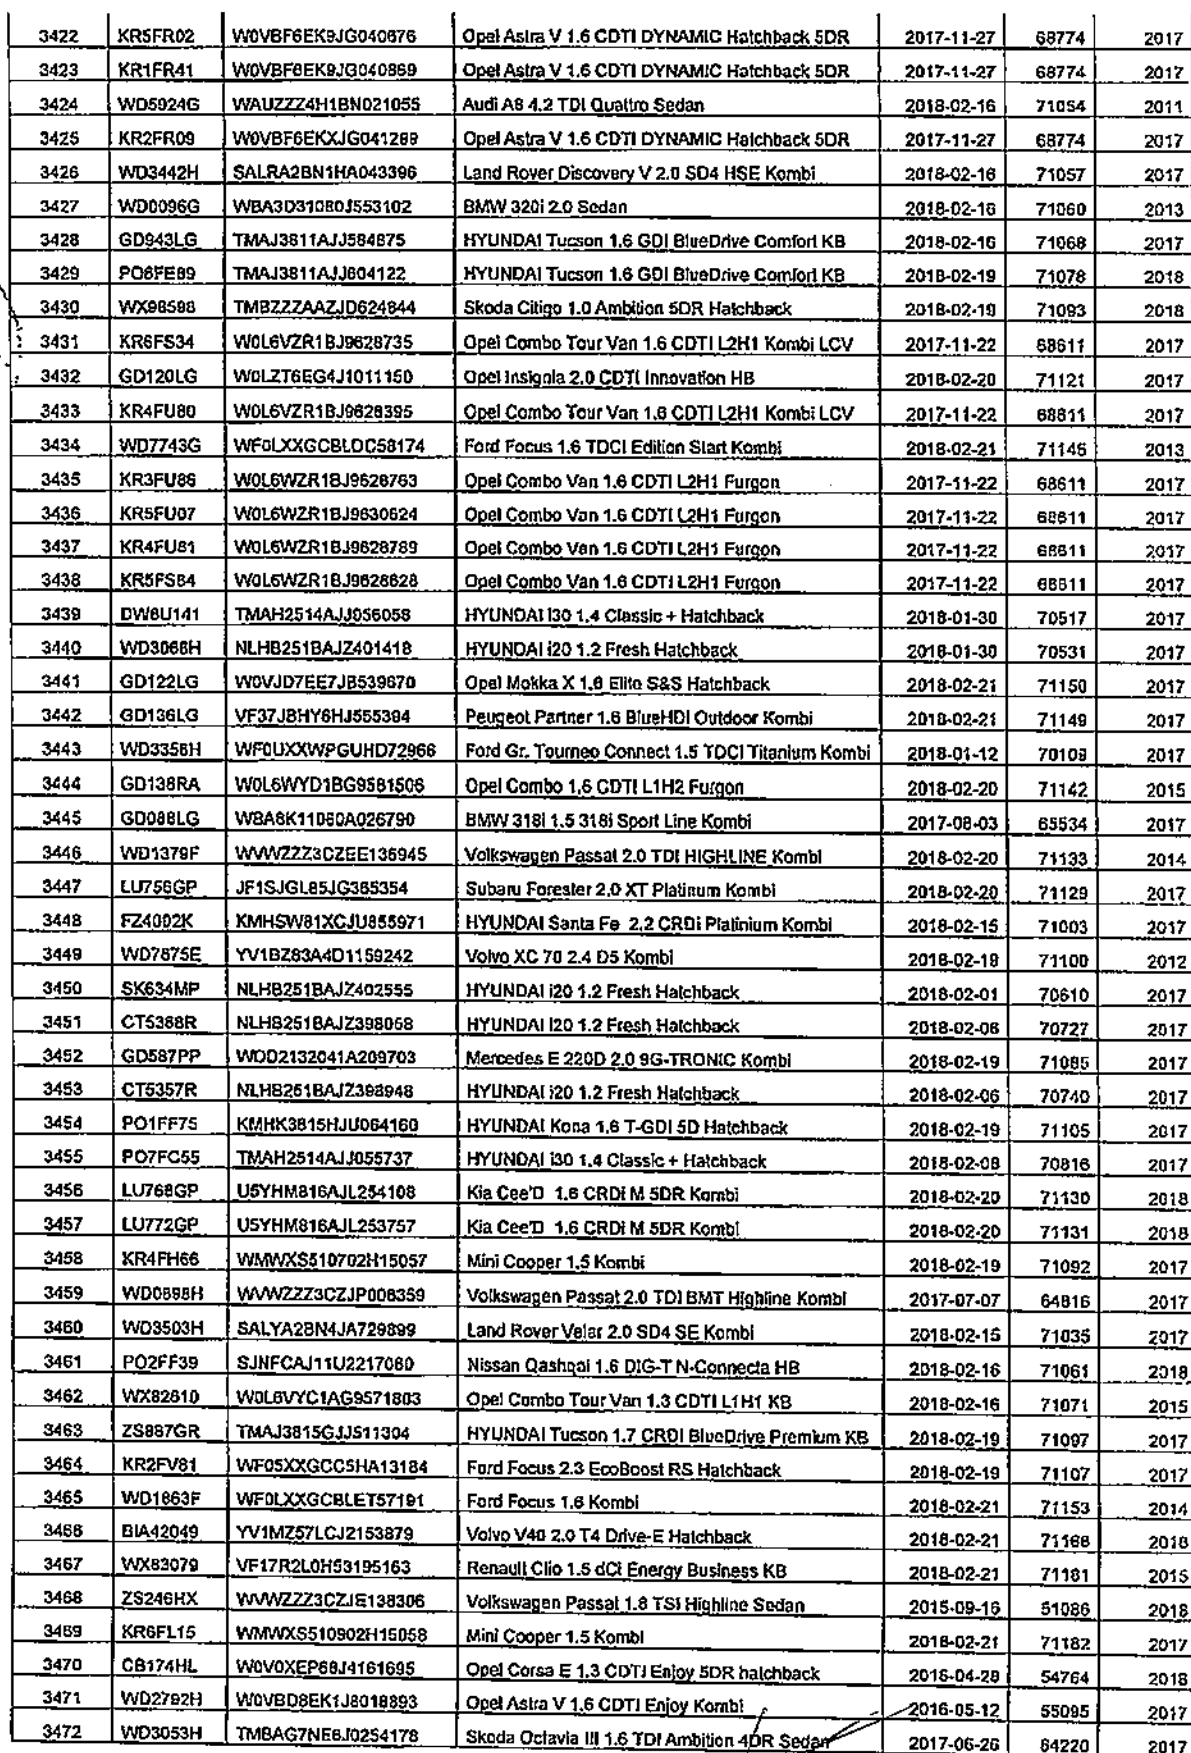 3422 KR5FR02 W0VBF6EK9JG040676 Opel Astra V 1.6 CDTI DYNAMIC Hatchback 5DR 2017-11-27 68774 2017
3423 KR1FR41 W0VBF6EK9JG040869 Opel Astra V 1.6 CDTI DYNAMIC Hatchback 5DR 2017-11-27 68774 2017
3424 WD5924G WAUZZZ4H1BN021055 Audi A8 4.2 TDI Quattro Sedan 2018-02-16 71054 2011
3425 KR2FR09 W0VBF6EKXJG041269 Opel Astra V 1.6 CDTI DYNAMIC Hatchback 5DR 2017-11-27 68774 2017
3426 WD3442H SALRA2BN1HA043396 Land Rover Discovery V 2.0 SD4 HSE Kombi 2018-02-16 71057 2017
3427 WD0096G WBA3D31080J553102 BMW 320i 2.0 Sedan 2018-02-16 71060 2013
3428 GD943LG TMAJ3811AJJ584875 HYUNDAI Tucson 1.6 GDI BlueDrive Comfort KB 2018-02-16 71068 2017
3429 PO6FE89 TMAJ3811AJJ604122 HYUNDAI Tucson 1.6 GDI BlueDrive Comfort KB 2018-02-19 71078 2018
3430 WX98598 TMBZZZAAZJD624844 Skoda Citigo 1.0 Ambition 5DR Hatchback 2018-02-19 71093 2018
3431 KR6FS34 W0L6VZR1BJ9628735 Opel Combo Tour Van 1.6 CDTI L2H1 Kombi LCV 2017-11-22 68611 2017
3432 GD120LG W0LZT6EG4J1011150 Opel Insignia 2.0 CDTI Innovation HB 2018-02-20 71121 2017
3433 KR4FU80 W0L6VZR1BJ9628395 Opel Combo Tour Van 1.6 CDTI L2H1 Kombi LCV 2017-11-22 68611 2017
3434 WD7743G WF0LXXGCBLDC58174 Ford Focus 1.6 TDCI Edition Start Kombi 2018-02-21 71145 2013
3435 KR3FU86 W0L6WZR1BJ9628763 Opel Combo Van 1.6 CDTI L2H1 Furgon 2017-11-22 68611 2017
3436 KR5FU07 W0L6WZR1BJ9630624 Opel Combo Van 1.6 CDTI L2H1 Furgon 2017-11-22 68611 2017
3437 KR4FU81 W0L6WZR1BJ9628789 Opel Combo Van 1.6 CDTI L2H1 Furgon 2017-11-22 68611 2017
3438 KR5FS84 W0L6WZR1BJ9628628 Opel Combo Van 1.6 CDTI L2H1 Furgon 2017-11-22 68611 2017
3439 DW8U141 TMAH2514AJJ056058 HYUNDAI I30 1.4 Classic + Hatchback 2018-01-30 70517 2017
3440 WD3068H NLHB251BAJZ401418 HYUNDAI i20 1.2 Fresh Hatchback 2018-01-30 70531 2017
3441 GD122LG W0VJD7EE7JB539670 Opel Mokka X 1.6 Elite S&S Hatchback 2018-02-21 71150 2017
3442 GD136LG VF37JBHY6HJ555394 Peugeot Partner 1.6 BlueHDI Outdoor Kombi 2018-02-21 71149 2017
3443 WD3356H WF0UXXWPGUHD72966 Ford Gr. Tourneo Connect 1.5 TDCI Titanium Kombi 2018-01-12 70109 2017
3444 GD138RA W0L6WYD1BG9581506 Opel Combo 1.6 CDTI L1H2 Furgon 2018-02-20 71142 2015
3445 GD088LG WBA8K11060A026790 BMW 318i 1.5 318i Sport Line Kombi 2017-08-03 65534 2017
3446 WD1379F WVWZZZ3CZEE136945 Volkswagen Passat 2.0 TDI HIGHLINE Kombi 2018-02-20 71133 2014
3447 LU756GP JF1SJGL85JG365354 Subaru Forester 2.0 XT Platinum Kombi 2018-02-20 71129 2017
3448 FZ4002K KMHSW81XCJU855971 HYUNDAI Santa Fe 2.2 CRDi Platinium Kombi 2018-02-15 71003 2017
3449 WD7875E YV1BZ83A4D1159242 Volvo XC 70 2.4 D5 Kombi 2018-02-19 71100 2012
3450 SK634MP NLHB251BAJZ402555 HYUNDAI i20 1.2 Fresh Hatchback 2018-02-01 70610 2017
3451 CT5388R NLHB251BAJZ398068 HYUNDAI I20 1.2 Fresh Hatchback 2018-02-06 70727 2017
3452 GD587PP WDD2132041A209703 Mercedes E 220D 2.0 9G-TRONIC Kombi 2018-02-19 71085 2017
3453 CT5357R NLHB251BAJZ398948 HYUNDAI i20 1.2 Fresh Hatchback 2018-02-06 70740 2017
3454 PO1FF75 KMHK3815HJU064160 HYUNDAI Kona 1.6 T-GDI 5D Hatchback 2018-02-19 71105 2017
3455 PO7FC55 TMAH2514AJJ055737 HYUNDAI i30 1.4 Classic + Hatchback 2018-02-08 70816 2017
3456 LU768GP U5YHM816AJL254108 Kia Cee'D 1.6 CRDi M 5DR Kombi 2018-02-20 71130 2018
3457 LU772GP U5YHM816AJL253757 Kia Cee'D 1.6 CRDi M 5DR Kombi 2018-02-20 71131 2018
3458 KR4FH66 WMWXS510702H15057 Mini Cooper 1.5 Kombi 2018-02-19 71092 2017
3459 WD0898H WVWZZZ3CZJP008359 Volkswagen Passat 2.0 TDI BMT Highline Kombi 2017-07-07 64816 2017
3460 WD3503H SALYA2BN4JA729899 Land Rover Velar 2.0 SD4 SE Kombi 2018-02-15 71035 2017
3461 PO2FF39 SJNFCAJ11U2217080 Nissan Qashqai 1.6 DIG-T N-Connecta HB 2018-02-16 71061 2018
3462 WX82810 W0L6VYC1AG9571803 Opel Combo Tour Van 1.3 CDTI L1H1 KB 2018-02-16 71071 2015
3463 ZS887GR TMAJ3815GJJ511304 HYUNDAI Tucson 1.7 CRDI BlueDrive Premium KB 2018-02-19 71097 2017
3464 KR2FV81 WF05XXGCC5HA13184 Ford Focus 2.3 EcoBoost RS Hatchback 2018-02-19 71107 2017
3465 WD1863F WF0LXXGCBLET57191 Ford Focus 1.6 Kombi 2018-02-21 71153 2014
3466 BIA42049 YV1MZ57LCJ2153879 Volvo V40 2.0 T4 Drive-E Hatchback 2018-02-21 71168 2018
3467 WX83079 VF17R2L0H53195163 Renault Clio 1.5 dCi Energy Business KB 2018-02-21 71181 2015
3468 ZS246HX WVWZZZ3CZJE138306 Volkswagen Passat 1.8 TSI Highline Sedan 2015-09-16 51086 2018
3469 KR6FL15 WMWXS510902H15058 Mini Cooper 1.5 Kombi 2018-02-21 71182 2017
3470 CB174HL W0V0XEP68J4161695 Opel Corsa E 1.3 CDTI Enjoy 5DR hatchback 2016-04-28 54764 2018
3471 WD2792H W0VBD8EK1J8018893 Opel Astra V 1.6 CDTI Enjoy Kombi 2016-05-12 55095 2017
3472 WD3053H TMBAG7NE6J0254178 Skoda Octavia III 1.6 TDI Ambition 4DR Sedan 2017-06-26 64220 2017